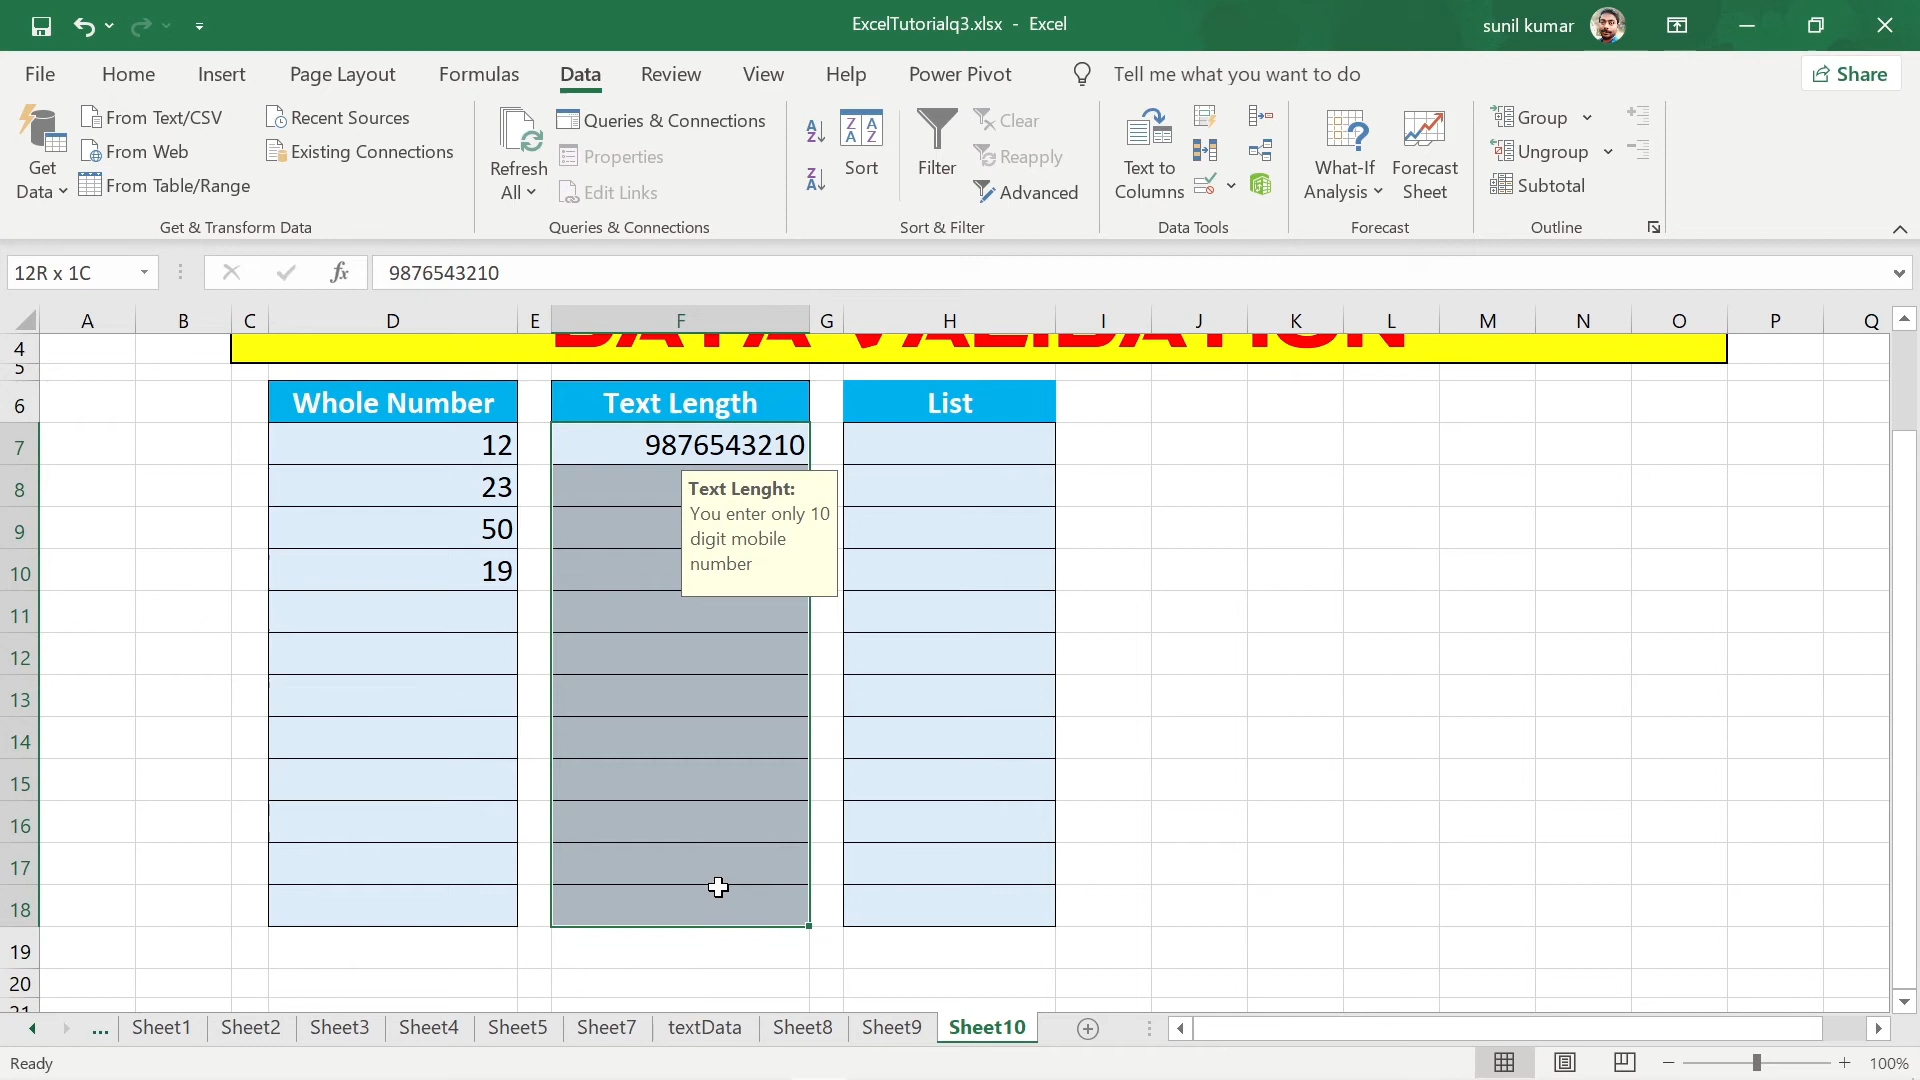 ExcelTutorialq3.xlsx - Excel
sunil kumar
File Home Insert Page Layout Formulas Data Review View Help Power Pivot Tell me what you want to do Share
Get Data
From Text/CSV
From Web
From Table/Range
Recent Sources
Existing Connections
Get & Transform Data
Refresh All
Queries & Connections
Properties
Edit Links
Queries & Connections
Sort
Filter
Clear
Reapply
Advanced
Sort & Filter
Text to Columns
Data Tools
What-If Analysis
Forecast Sheet
Forecast
Group
Ungroup
Subtotal
Outline
12R x 1C fx 9876543210
A B C D E F G H I J K L M N O P Q
4 DATA VALIDATION
5
6 Whole Number Text Length List
7 12 9876543210
8 23
9 50
10 19
Text Lenght:
You enter only 10
digit mobile
number
11
12
13
14
15
16
17
18
19
20
21
... Sheet1 Sheet2 Sheet3 Sheet4 Sheet5 Sheet7 textData Sheet8 Sheet9 Sheet10
Ready 100%